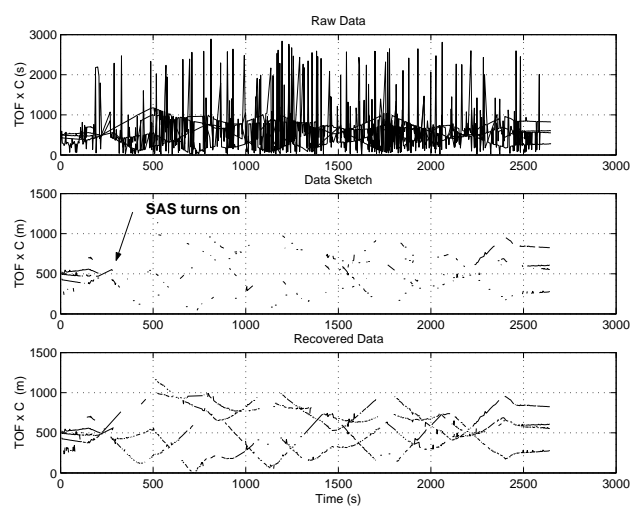 Raw Data
TOF x C (s)
3000
2000
1000
0
0 500 1000 1500 2000 2500 3000
Data Sketch
TOF x C (m)
1500
1000
500
0
SAS turns on
0 500 1000 1500 2000 2500 3000
Recovered Data
TOF x C (m)
1500
1000
500
0
0 500 1000 1500 2000 2500 3000
Time (s)